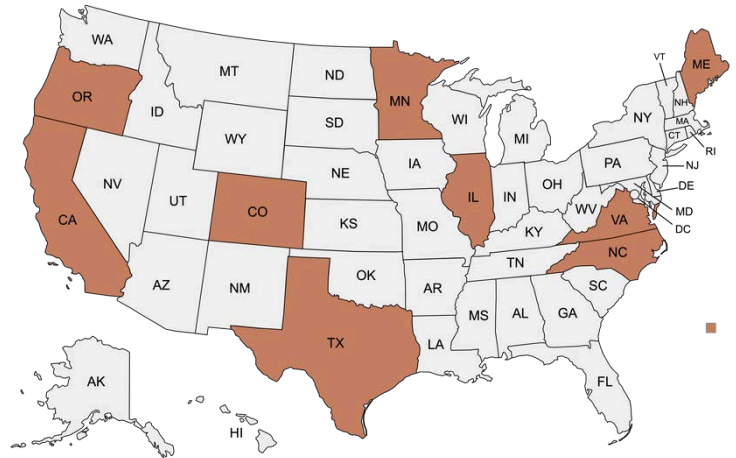 WA
MT
ND
MN
VT
ME
OR
ID
SD
WI
MI
NY
NH
MA
CT
RI
WY
IA
PA
NJ
NE
NV
UT
CO
IL
IN
OH
WV
DE
MD
DC
VA
CA
KS
MO
KY
NC
AZ
NM
OK
AR
TN
SC
TX
LA
MS
AL
GA
FL
AK
HI